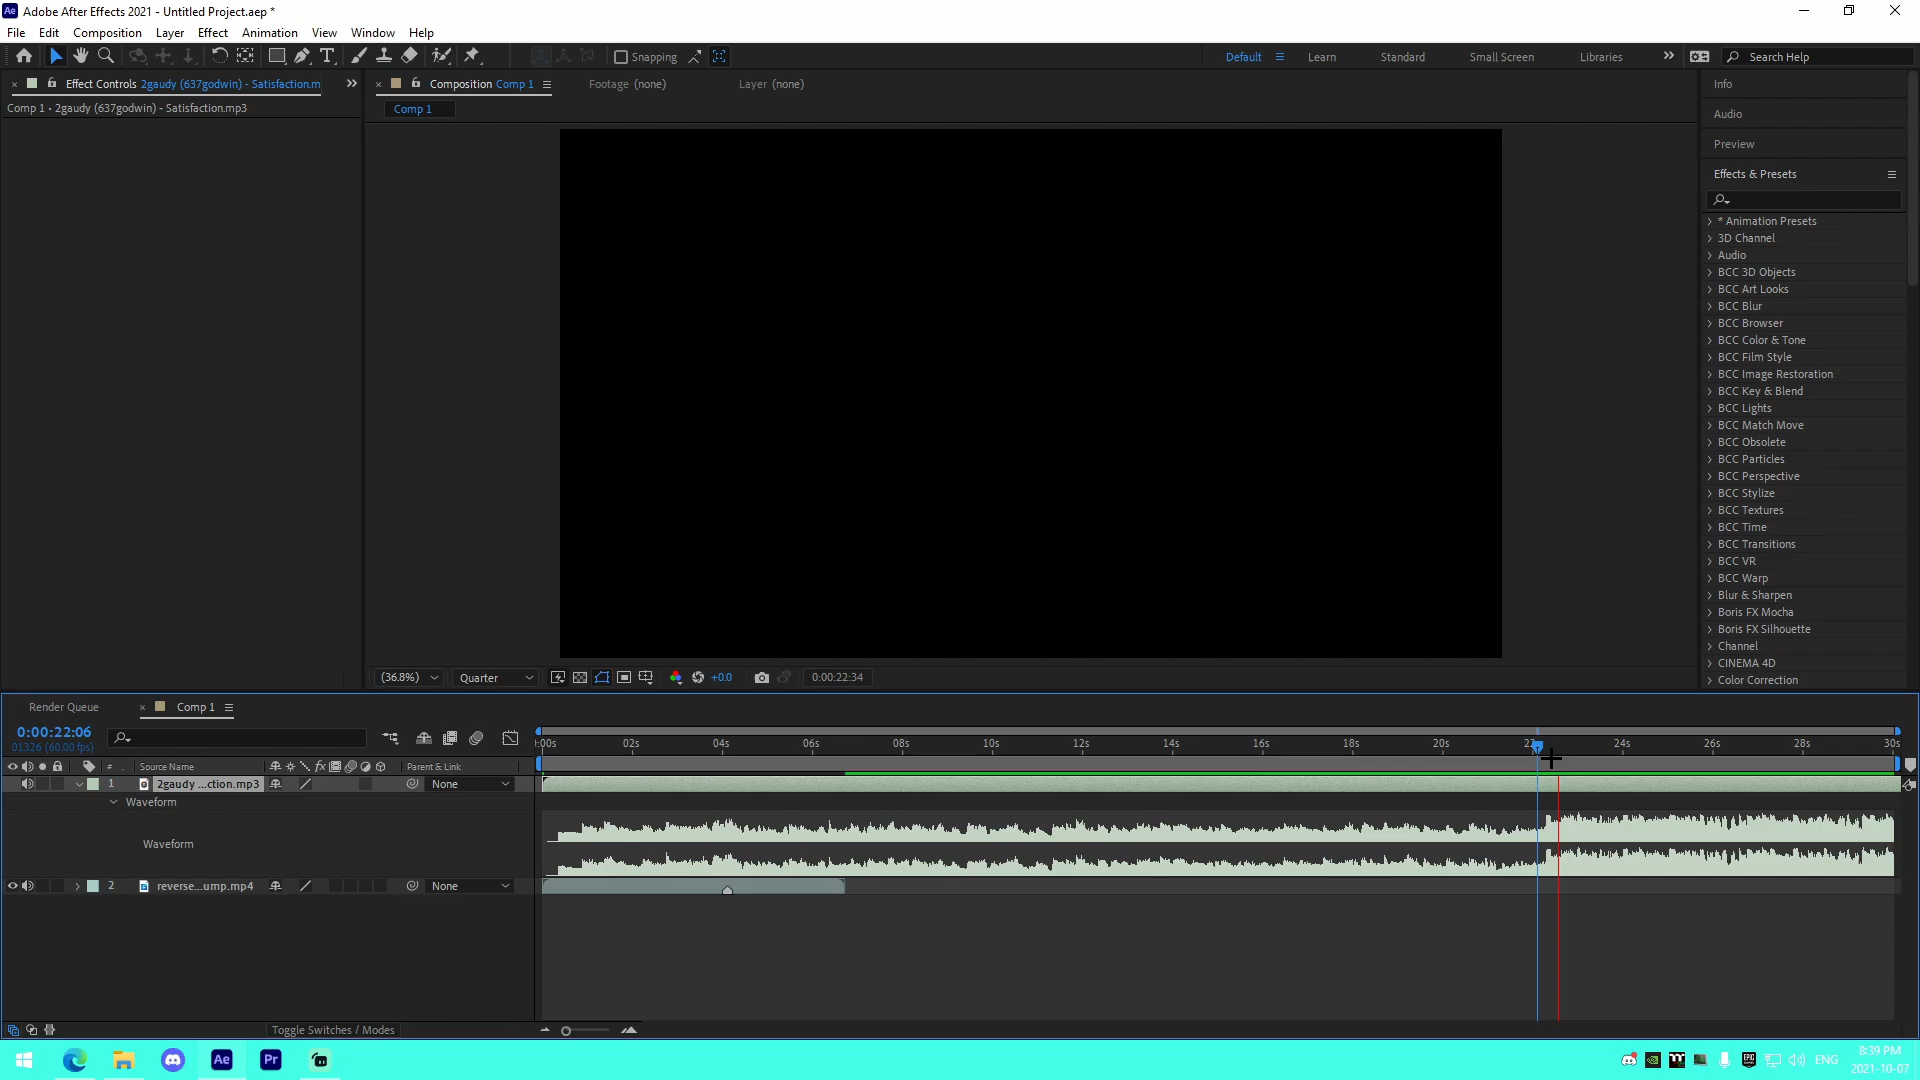 Adobe After Effects 2021 - Untitled Project.aep *
File Edit Composition Layer Effect Animation View Window Help
Snapping
Default Learn Standard Small Screen Libraries Search Help
Effect Controls 2gaudy (637godwin) - Satisfaction.m
Composition Comp 1 Footage (none) Layer (none)
Comp 1 • 2gaudy (637godwin) - Satisfaction.mp3
Comp 1
Info
Audio
Preview
Effects & Presets
* Animation Presets
3D Channel
Audio
BCC 3D Objects
BCC Art Looks
BCC Blur
BCC Browser
BCC Color & Tone
BCC Film Style
BCC Image Restoration
BCC Key & Blend
BCC Lights
BCC Match Move
BCC Obsolete
BCC Particles
BCC Perspective
BCC Stylize
BCC Textures
BCC Time
BCC Transitions
BCC VR
BCC Warp
Blur & Sharpen
Boris FX Mocha
Boris FX Silhouette
Channel
CINEMA 4D
Color Correction
(36.8%) Quarter +0.0 0:00:22:34
Render Queue Comp 1
0:00:22:06
01326 (60.00 fps)
:00s 02s 04s 06s 08s 10s 12s 14s 16s 18s 20s 24s 26s 28s 30s
# Source Name Parent & Link
1 2gaudy ...ction.mp3 None
Waveform
Waveform
2 reverse...ump.mp4 None
Toggle Switches / Modes
Ae Pr ENG
8:39 PM
2021-10-07